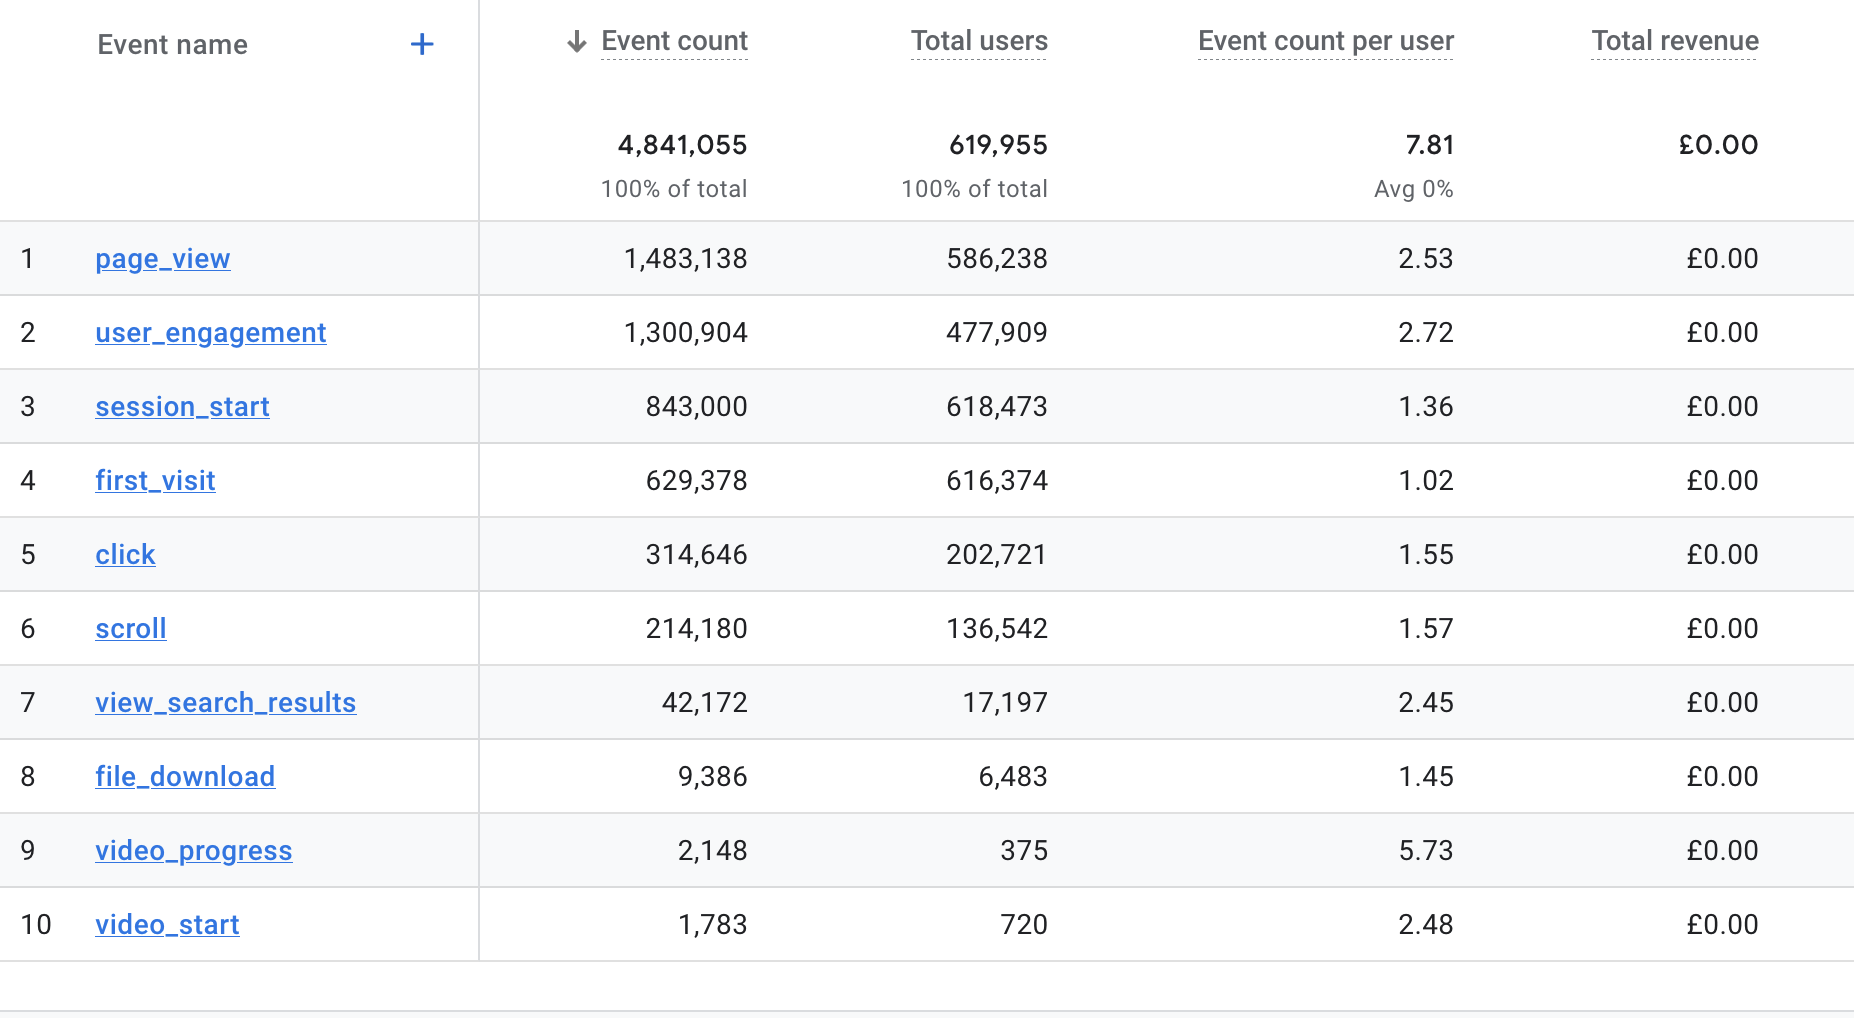 Event name + ↓ Event count Total users Event count per user Total revenue
4,841,055 619,955 7.81 £0.00
100% of total 100% of total Avg 0%
1 page_view 1,483,138 586,238 2.53 £0.00
2 user_engagement 1,300,904 477,909 2.72 £0.00
3 session_start 843,000 618,473 1.36 £0.00
4 first_visit 629,378 616,374 1.02 £0.00
5 click 314,646 202,721 1.55 £0.00
6 scroll 214,180 136,542 1.57 £0.00
7 view_search_results 42,172 17,197 2.45 £0.00
8 file_download 9,386 6,483 1.45 £0.00
9 video_progress 2,148 375 5.73 £0.00
10 video_start 1,783 720 2.48 £0.00